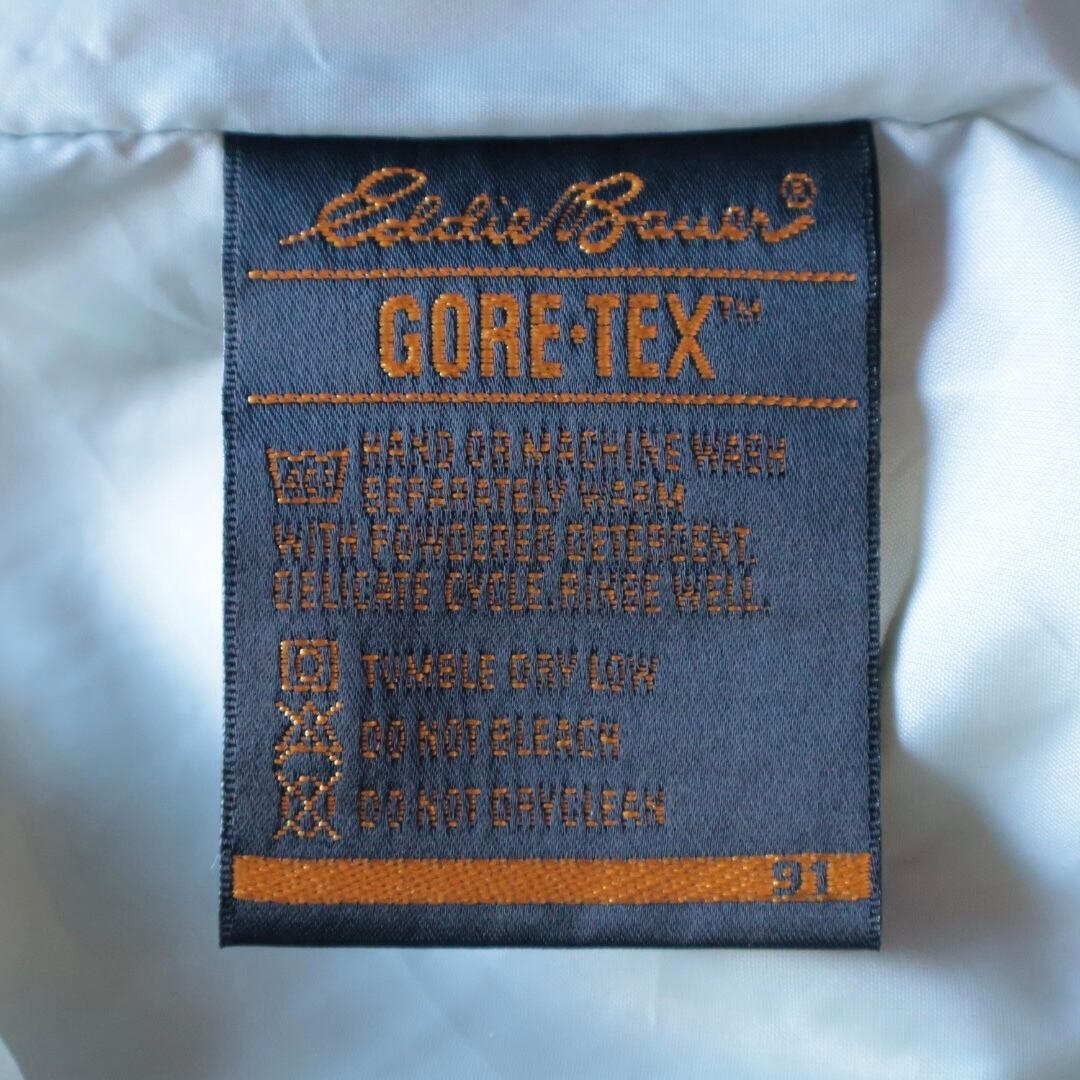 Eddie Bauer®
GORE·TEX™
40
HAND OR MACHINE WASH
SEPARATELY WARM
WITH POWDERED DETERGENT,
DELICATE CYCLE. RINSE WELL.
TUMBLE DRY LOW
DO NOT BLEACH
DO NOT DRYCLEAN
91